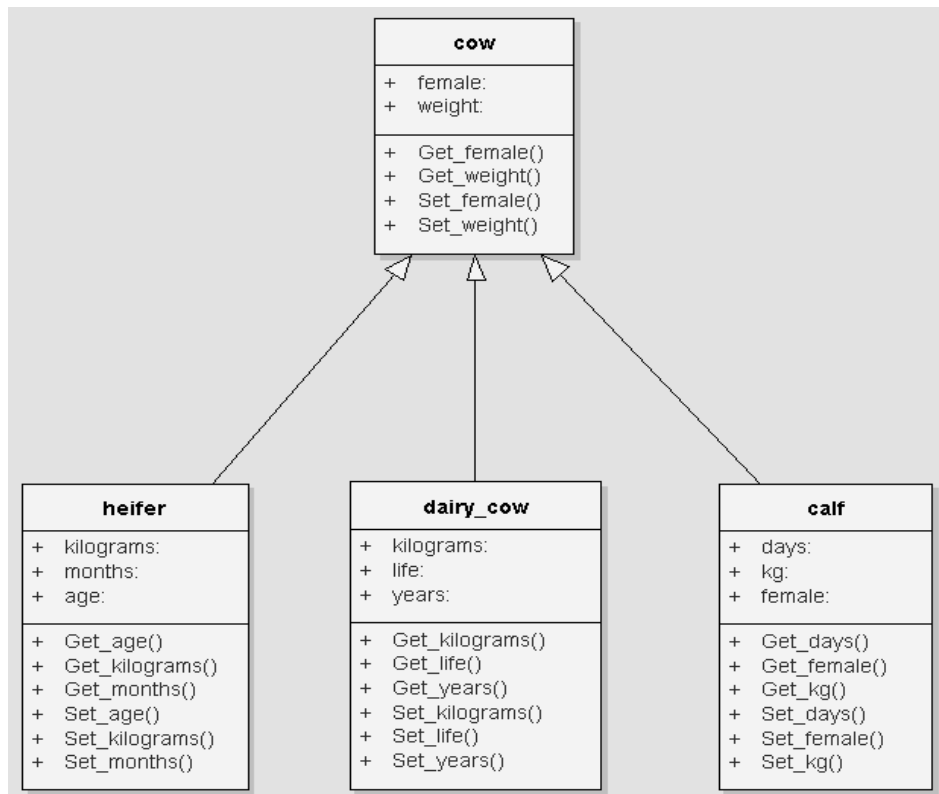 cow
+ female:
+ weight:
+ Get_female()
+ Get_weight()
+ Set_female()
+ Set_weight()
heifer
+ kilograms:
+ months:
+ age:
+ Get_age()
+ Get_kilograms()
+ Get_months()
+ Set_age()
+ Set_kilograms()
+ Set_months()
dairy_cow
+ kilograms:
+ life:
+ years:
+ Get_kilograms()
+ Get_life()
+ Get_years()
+ Set_kilograms()
+ Set_life()
+ Set_years()
calf
+ days:
+ kg:
+ female:
+ Get_days()
+ Get_female()
+ Get_kg()
+ Set_days()
+ Set_female()
+ Set_kg()